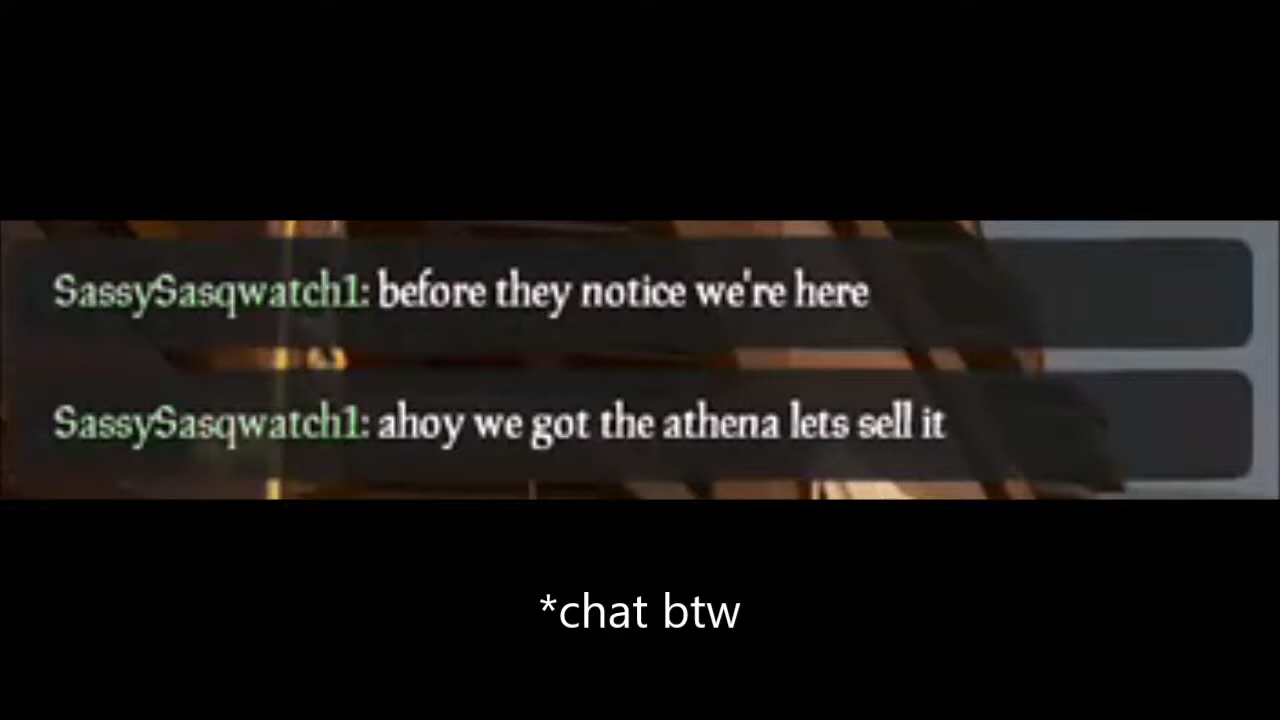 SassySasqwatch1: before they notice we're here
SassySasqwatch1: ahoy we got the athena lets sell it
*chat btw